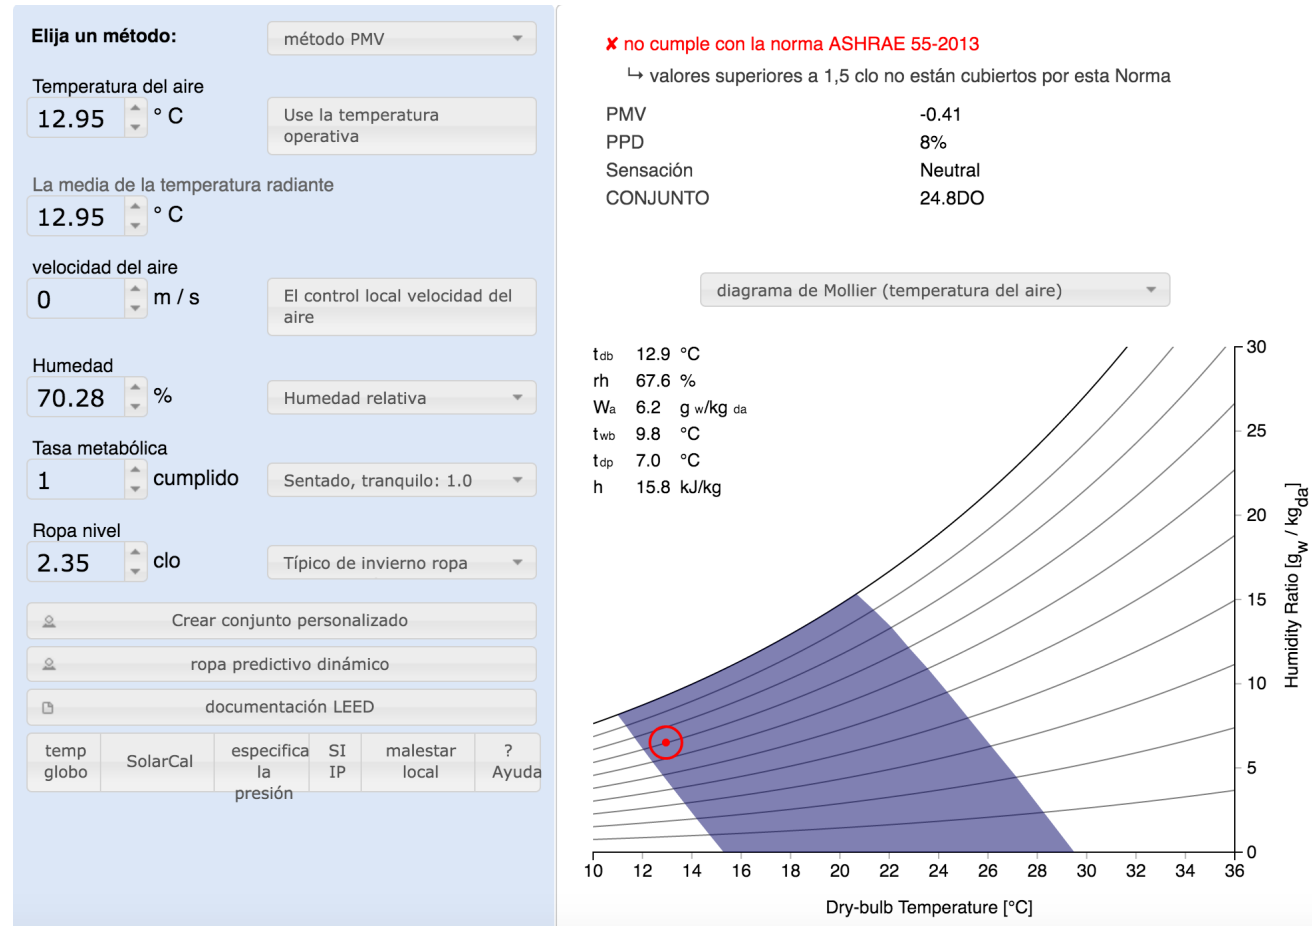 Elija un método:
método PMV
Temperatura del aire
12.95
° C
Use la temperatura
operativa
La media de la temperatura radiante
12.95
° C
velocidad del aire
0
m / s
El control local velocidad del
aire
Humedad
70.28
%
Humedad relativa
Tasa metabólica
1
cumplido
Sentado, tranquilo: 1.0
Ropa nivel
2.35
clo
Típico de invierno ropa
Crear conjunto personalizado
ropa predictivo dinámico
documentación LEED
temp
globo
SolarCal
especifica
la
presión
SI
IP
malestar
local
?
Ayuda
✘ no cumple con la norma ASHRAE 55-2013
↳ valores superiores a 1,5 clo no están cubiertos por esta Norma
PMV -0.41
PPD 8%
Sensación Neutral
CONJUNTO 24.8DO
diagrama de Mollier (temperatura del aire)
tdb 12.9 °C
rh 67.6 %
Wa 6.2 g w/kg da
twb 9.8 °C
tdp 7.0 °C
h 15.8 kJ/kg
30
25
20
15
10
5
0
Humidity Ratio [gw / kgda]
10 12 14 16 18 20 22 24 26 28 30 32 34 36
Dry-bulb Temperature [°C]